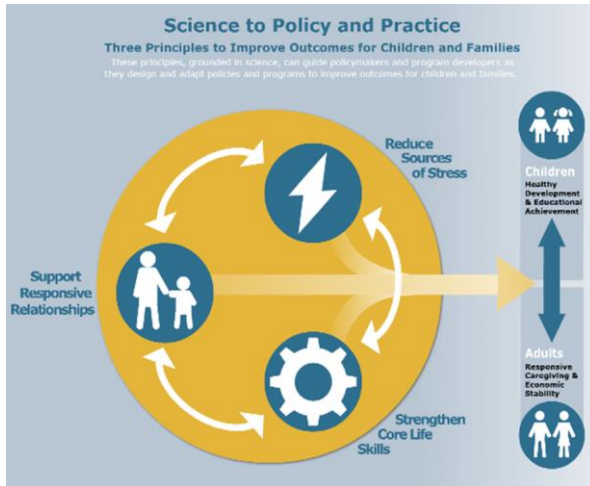 Science to Policy and Practice
Three Principles to Improve Outcomes for Children and Families
These principles, grounded in science, can guide policymakers and program developers as
they design and adapt policies and programs to improve outcomes for children and families.
Reduce
Sources
of Stress
Support
Responsive
Relationships
Strengthen
Core Life
Skills
Children
Healthy
Development
& Educational
Achievement
Adults
Responsive
Caregiving &
Economic
Stability